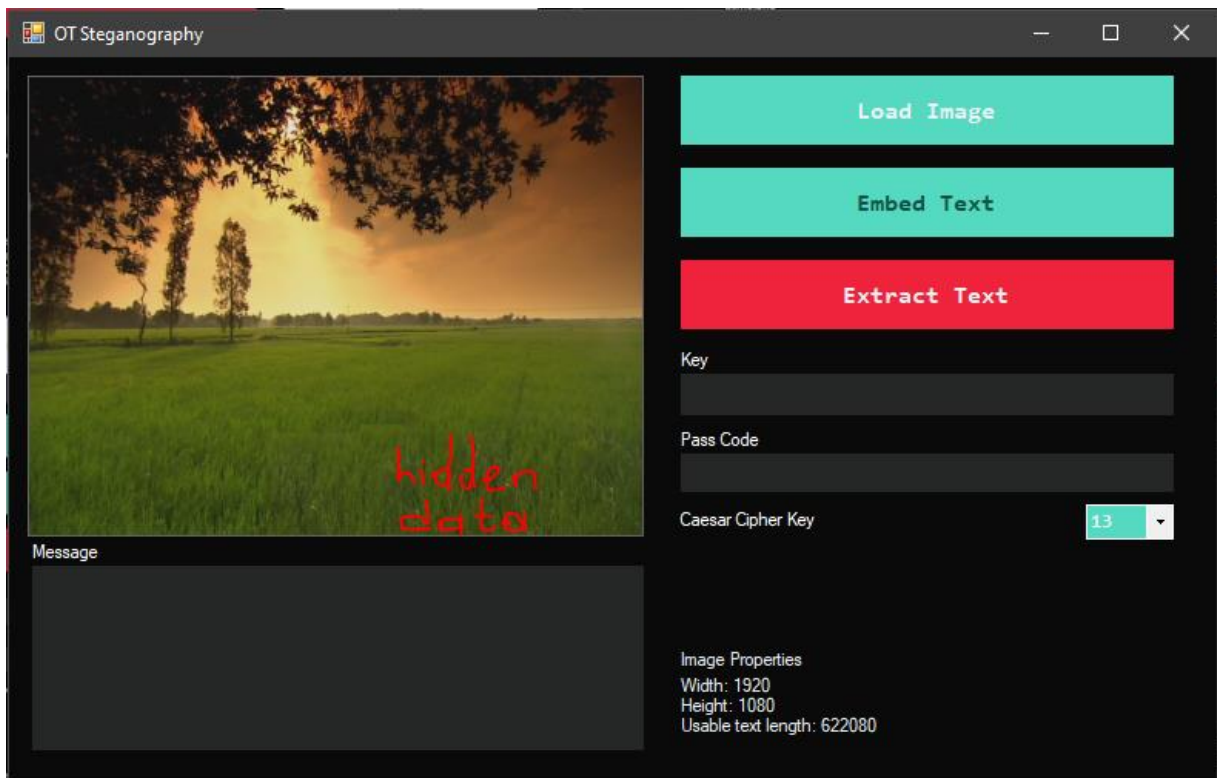 OT Steganography
Load Image
Embed Text
Extract Text
Key
Pass Code
Caesar Cipher Key
13
hidden
data
Message
Image Properties
Width: 1920
Height: 1080
Usable text length: 622080